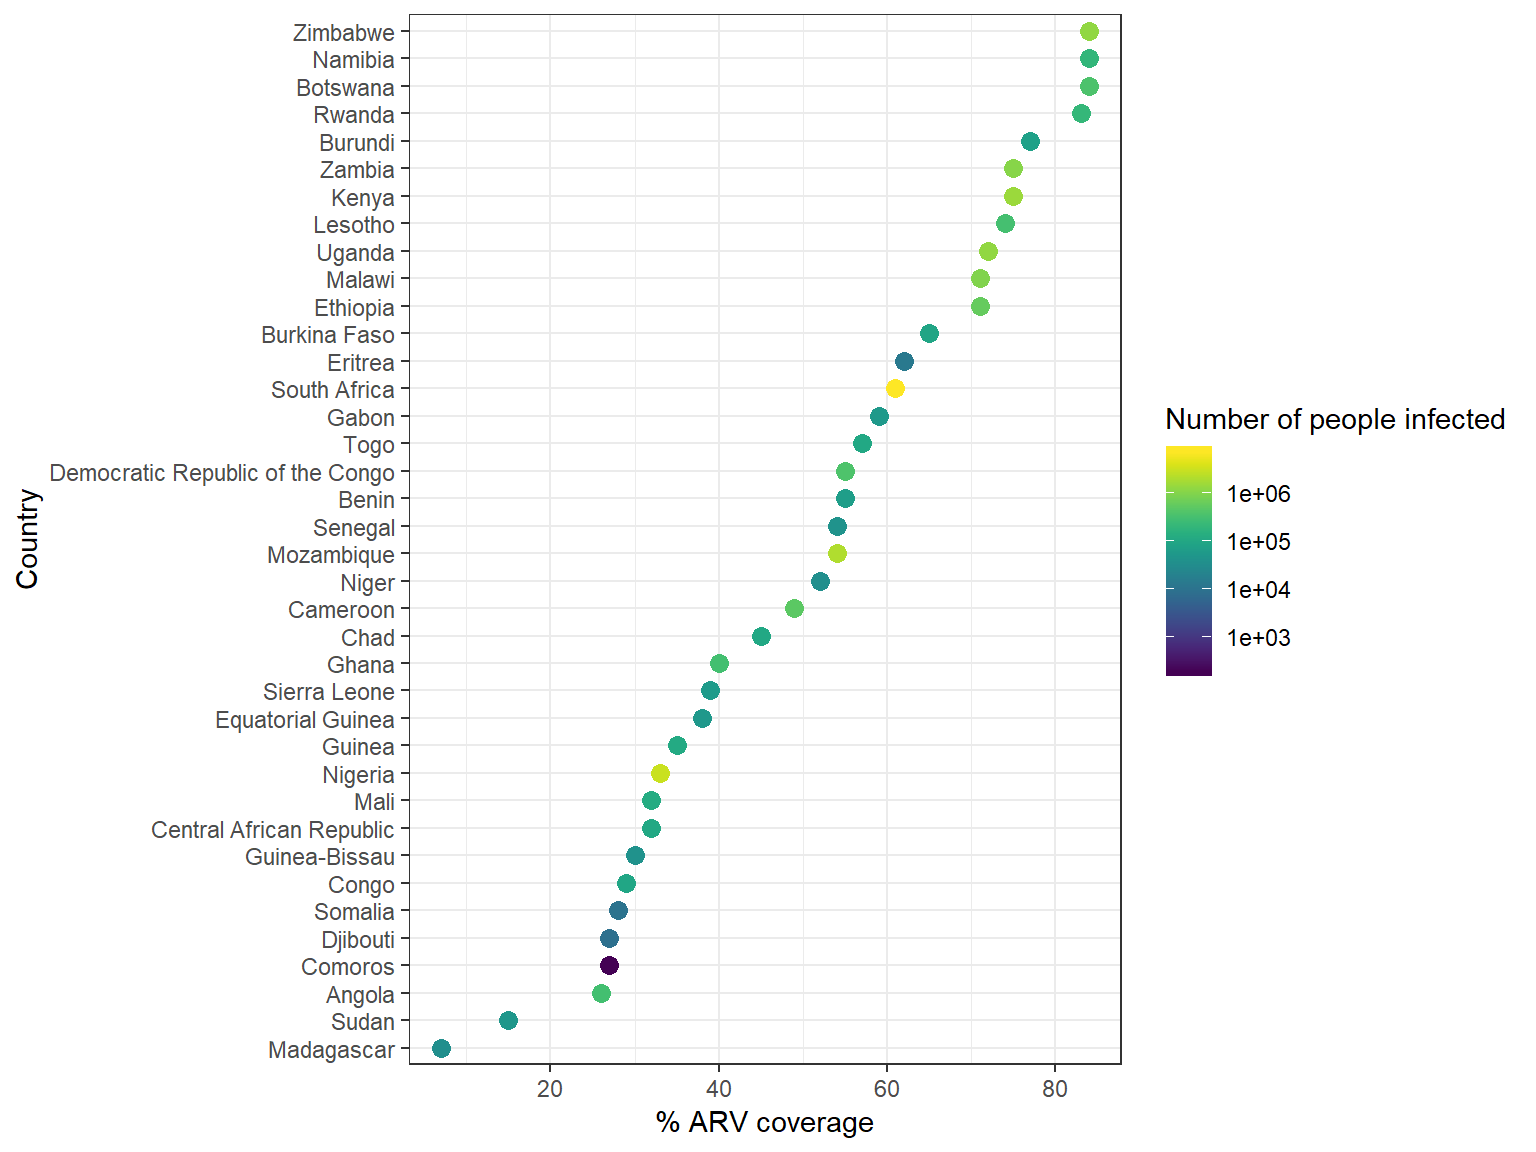 Zimbabwe
Namibia
Botswana
Rwanda
Burundi
Zambia
Kenya
Lesotho
Uganda
Malawi
Ethiopia
Burkina Faso
Eritrea
South Africa
Gabon
Togo
Democratic Republic of the Congo
Benin
Senegal
Mozambique
Niger
Cameroon
Chad
Ghana
Sierra Leone
Equatorial Guinea
Guinea
Nigeria
Mali
Central African Republic
Guinea-Bissau
Congo
Somalia
Djibouti
Comoros
Angola
Sudan
Madagascar
Country
20 40 60 80
% ARV coverage
Number of people infected
1e+06
1e+05
1e+04
1e+03